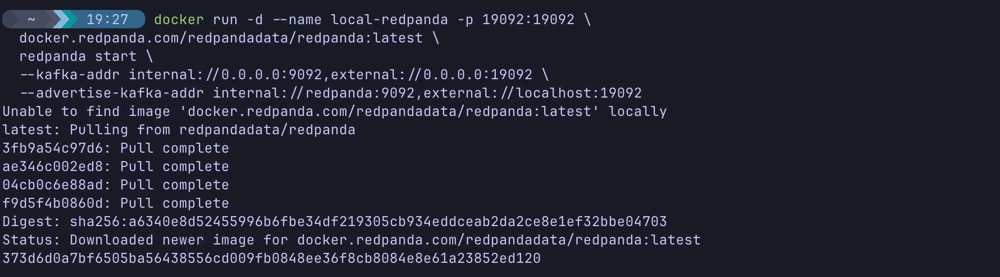 ~ 19:27 docker run -d --name local-redpanda -p 19092:19092 \
docker.redpanda.com/redpandadata/redpanda:latest \
redpanda start \
--kafka-addr internal://0.0.0.0:9092,external://0.0.0.0:19092 \
--advertise-kafka-addr internal://redpanda:9092,external://localhost:19092
Unable to find image 'docker.redpanda.com/redpandadata/redpanda:latest' locally
latest: Pulling from redpandadata/redpanda
3fb9a54c97d6: Pull complete
ae346c002ed8: Pull complete
04cb0c6e88ad: Pull complete
f9d5f4b0860d: Pull complete
Digest: sha256:a6340e8d52455996b6fbe34df219305cb934eddceab2da2ce8e1ef32bbe04703
Status: Downloaded newer image for docker.redpanda.com/redpandadata/redpanda:latest
373d6d0a7bf6505ba56438556cd009fb0848ee36f8cb8084e8e61a23852ed120